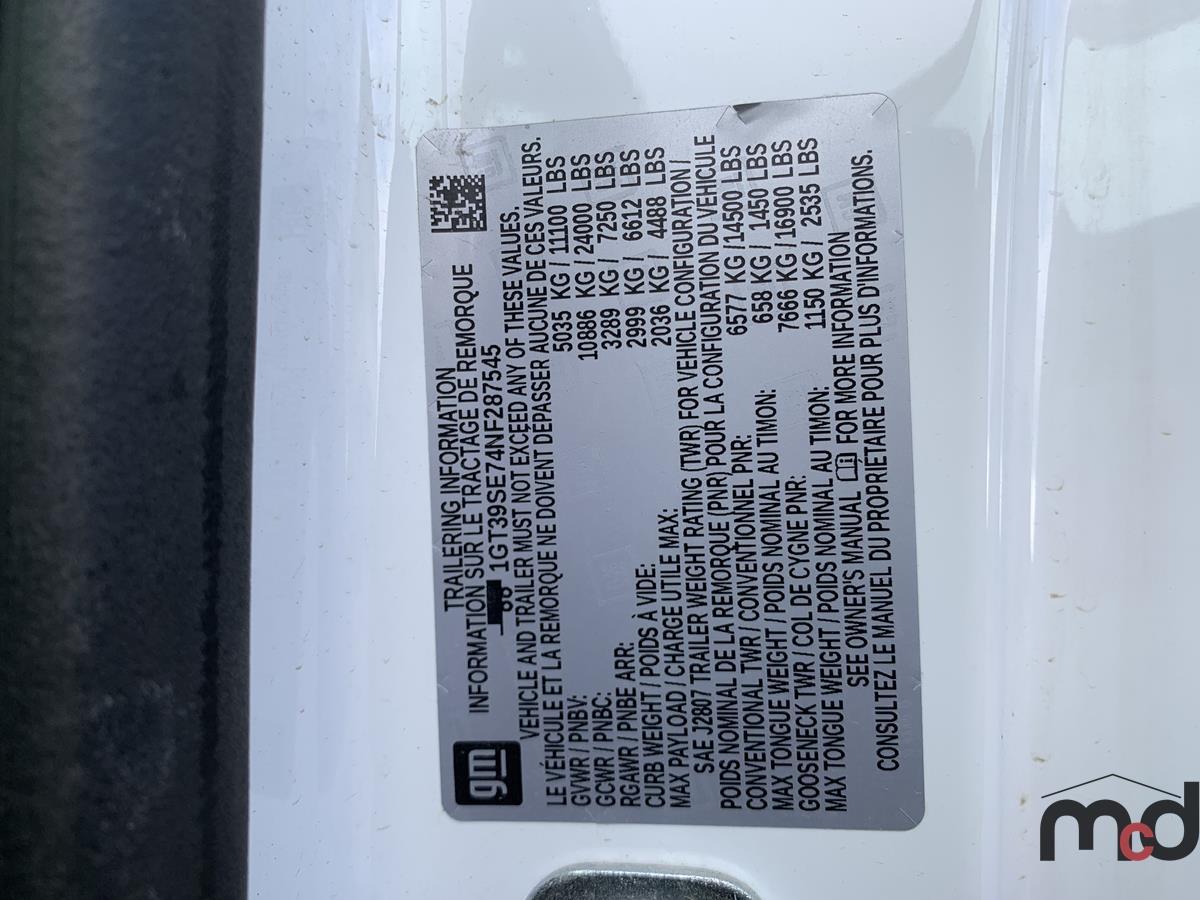 TRAILERING INFORMATION
INFORMATION SUR LE TRACTAGE DE REMORQUE
1GT39SE74NF287545
VEHICLE AND TRAILER MUST NOT EXCEED ANY OF THESE VALUES.
LE VÉHICULE ET LA REMORQUE NE DOIVENT DEPASSER AUCUNE DE CES VALEURS.
GVWR / PNBV: 5035 KG / 11100 LBS
GCWR / PNBC: 10886 KG / 24000 LBS
RGAWR / PNBE ARR: 3289 KG / 7250 LBS
CURB WEIGHT / POIDS À VIDE: 2999 KG / 6612 LBS
MAX PAYLOAD / CHARGE UTILE MAX: 2036 KG / 4488 LBS
SAE J2807 TRAILER WEIGHT RATING (TWR) FOR VEHICLE CONFIGURATION /
POIDS NOMINAL DE LA REMORQUE (PNR) POUR LA CONFIGURATION DU VÉHICULE
CONVENTIONAL TWR / CONVENTIONNEL PNR: 6577 KG / 14500 LBS
MAX TONGUE WEIGHT / POIDS NOMINAL AU TIMON: 658 KG / 1450 LBS
GOOSENECK TWR / COL DE CYGNE PNR: 7666 KG / 16900 LBS
MAX TONGUE WEIGHT / POIDS NOMINAL AU TIMON: 1150 KG / 2535 LBS
SEE OWNER'S MANUAL FOR MORE INFORMATION
CONSULTEZ LE MANUEL DU PROPRIETAIRE POUR PLUS D'INFORMATIONS.
gm
mcd